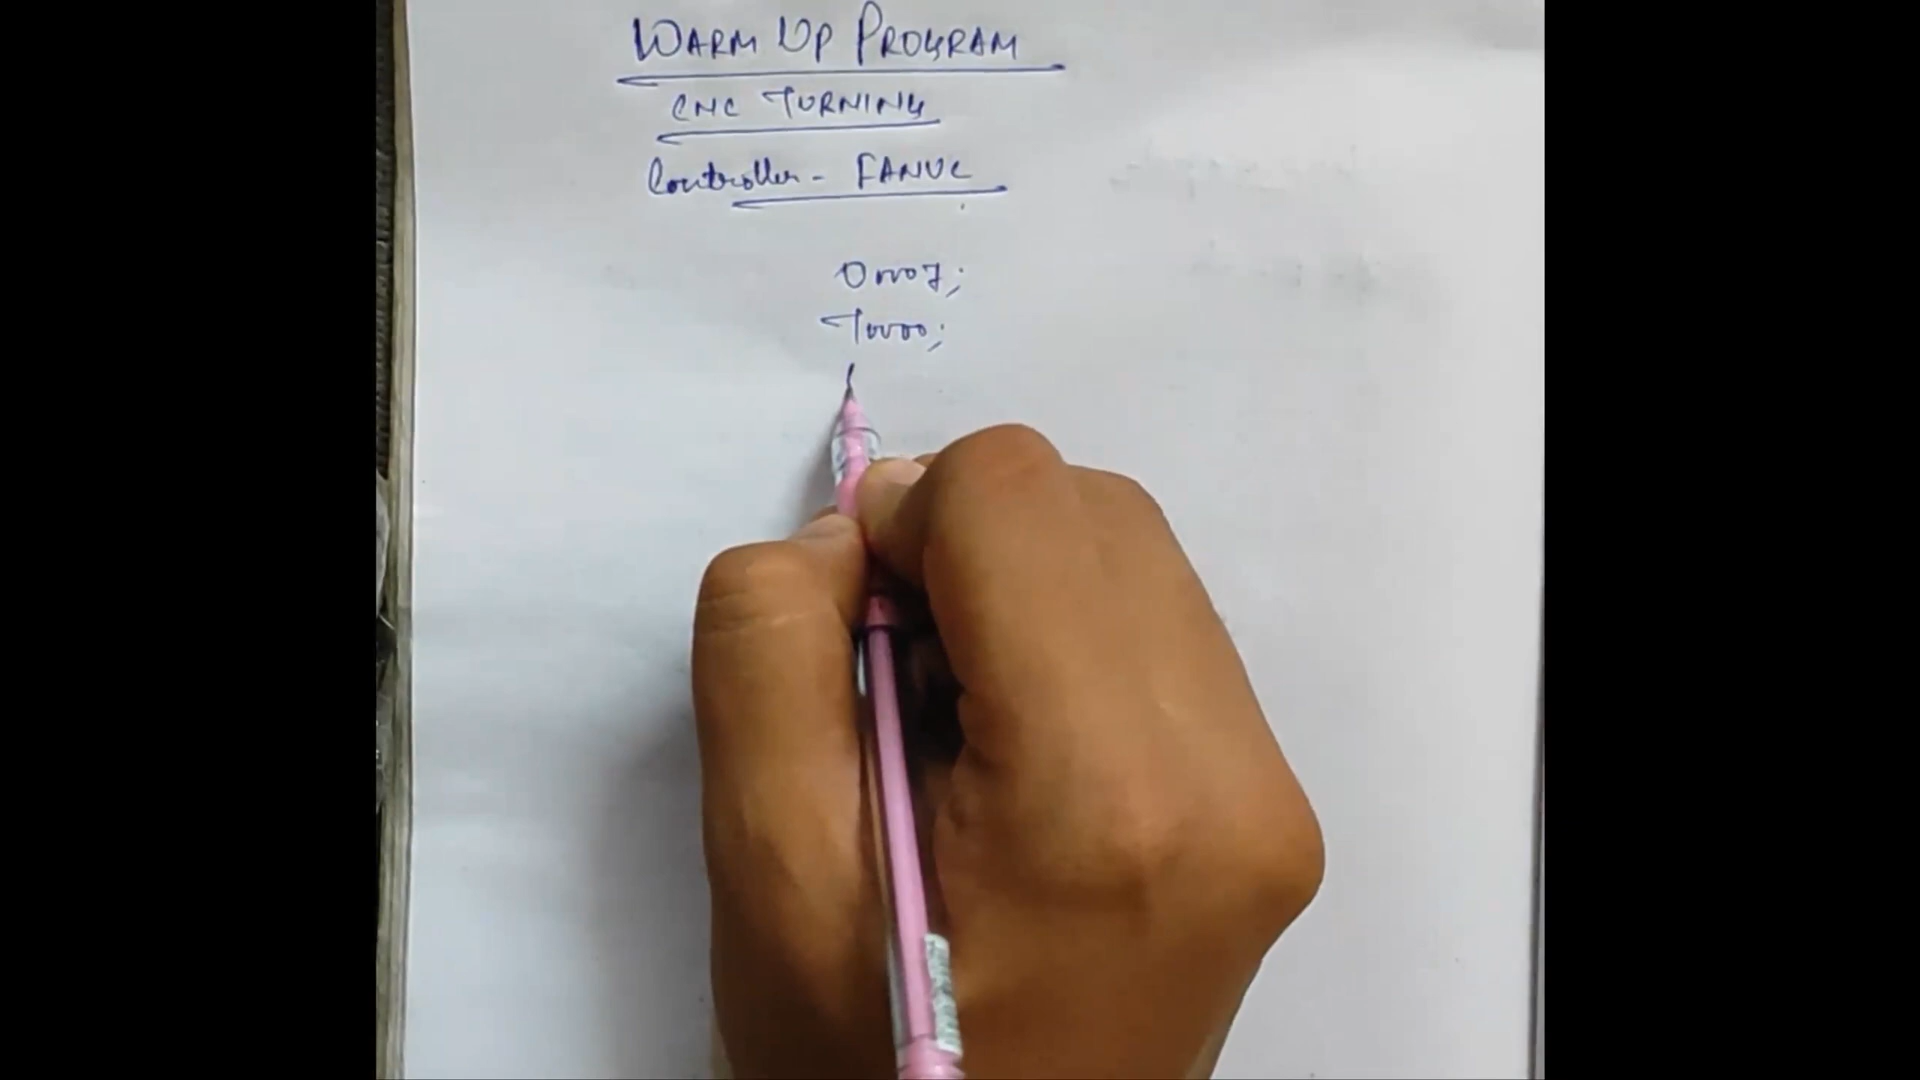 WARM UP PROGRAM
CNC TURNING
Controller - FANUC
O0007;
T0000;